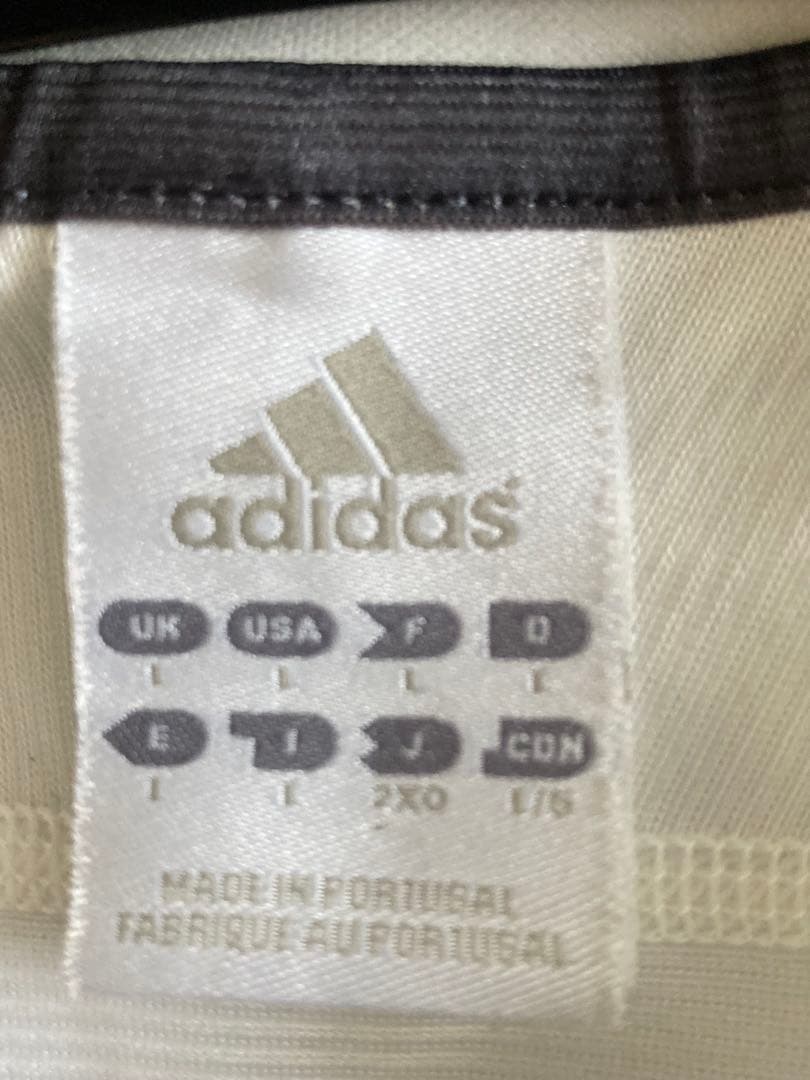 adidas
UK USA F D
L L L L
E I J CDN
L L 2XO L/G
MADE IN PORTUGAL
FABRIQUE AU PORTUGAL